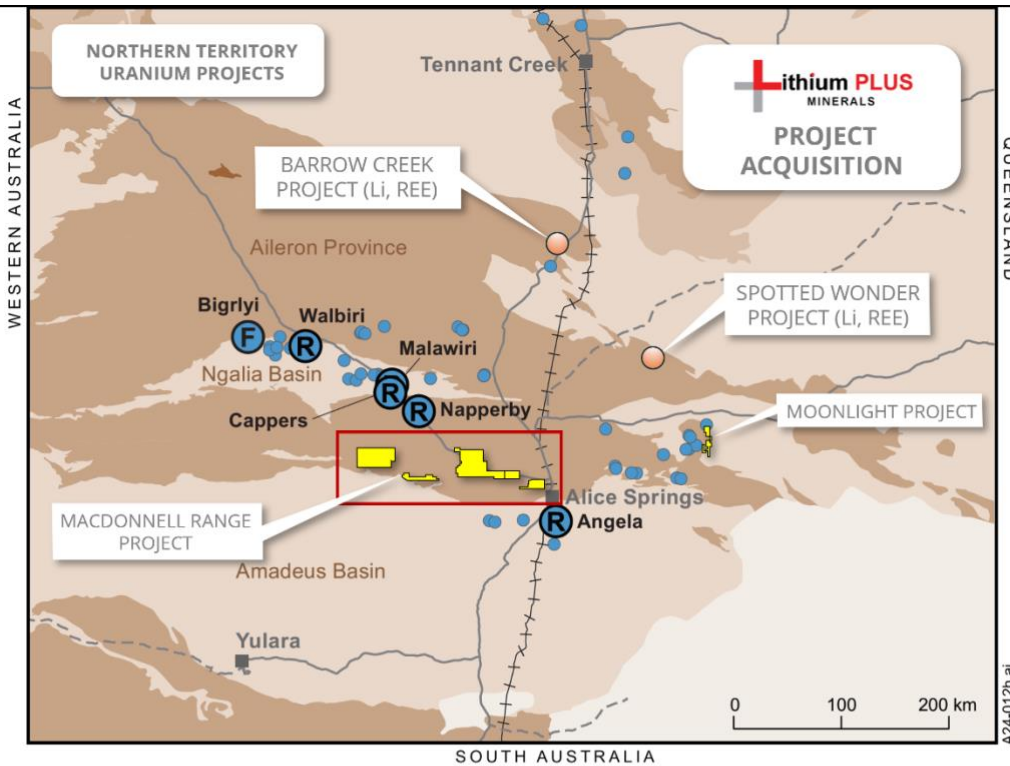 NORTHERN TERRITORY
URANIUM PROJECTS
Tennant Creek
Lithium PLUS
MINERALS
PROJECT
ACQUISITION
WESTERN AUSTRALIA
QUEENSLAND
BARROW CREEK
PROJECT (Li, REE)
Aileron Province
Bigrlyi
F
Walbiri
R
SPOTTED WONDER
PROJECT (Li, REE)
Malawiri
Ngalia Basin
R
Cappers
R
Napperby
MOONLIGHT PROJECT
Alice Springs
MACDONNELL RANGE
PROJECT
R
Angela
Amadeus Basin
Yulara
0 100 200 km
A24-012b.ai
SOUTH AUSTRALIA